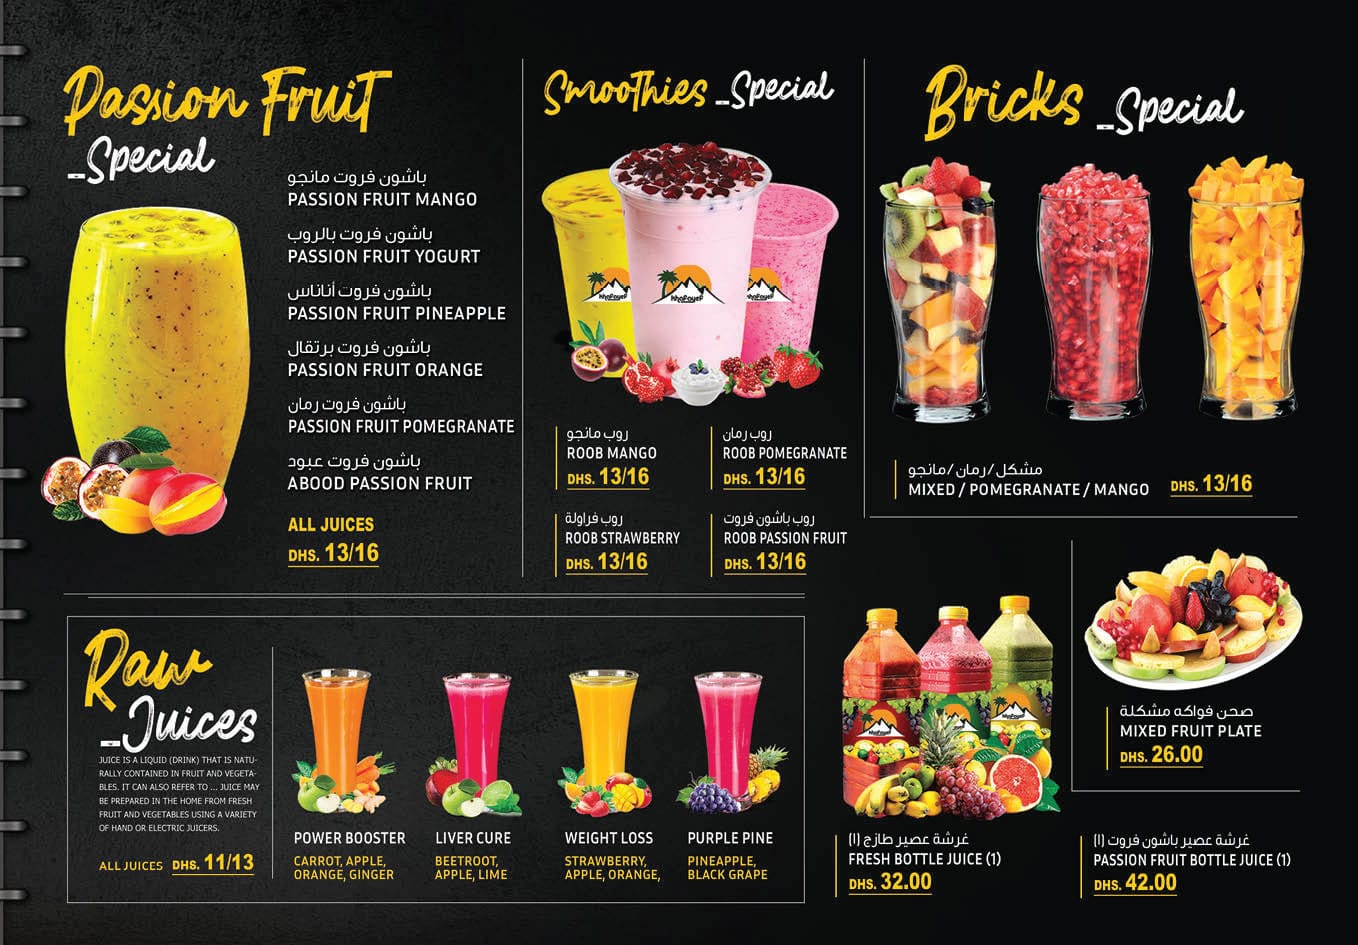 Passion Fruit
Special
باشون فروت مانجو
PASSION FRUIT MANGO
باشون فروت بالروب
PASSION FRUIT YOGURT
باشون فروت أناناس
PASSION FRUIT PINEAPPLE
باشون فروت برتقال
PASSION FRUIT ORANGE
باشون فروت رمان
PASSION FRUIT POMEGRANATE
باشون فروت عبود
ABOOD PASSION FRUIT
ALL JUICES
DHS. 13/16
Smoothies Special
روب مانجو
ROOB MANGO
DHS. 13/16
روب رمان
ROOB POMEGRANATE
DHS. 13/16
روب فراولة
ROOB STRAWBERRY
DHS. 13/16
روب باشون فروت
ROOB PASSION FRUIT
DHS. 13/16
Bricks Special
مشكل/رمان/مانجو
MIXED / POMEGRANATE / MANGO DHS. 13/16
Raw
Juices
JUICE IS A LIQUID (DRINK) THAT IS NATU-
RALLY CONTAINED IN FRUIT AND VEGETA-
BLES. IT CAN ALSO REFER TO ... JUICE MAY
BE PREPARED IN THE HOME FROM FRESH
FRUIT AND VEGETABLES USING A VARIETY
OF HAND OR ELECTRIC JUICERS.
ALL JUICES DHS. 11/13
POWER BOOSTER
CARROT, APPLE,
ORANGE, GINGER
LIVER CURE
BEETROOT,
APPLE, LIME
WEIGHT LOSS
STRAWBERRY,
APPLE, ORANGE,
PURPLE PINE
PINEAPPLE,
BLACK GRAPE
غرشة عصير طازج (ا)
FRESH BOTTLE JUICE (1)
DHS. 32.00
صحن فواكه مشكلة
MIXED FRUIT PLATE
DHS. 26.00
غرشة عصير باشون فروت (ا)
PASSION FRUIT BOTTLE JUICE (1)
DHS. 42.00